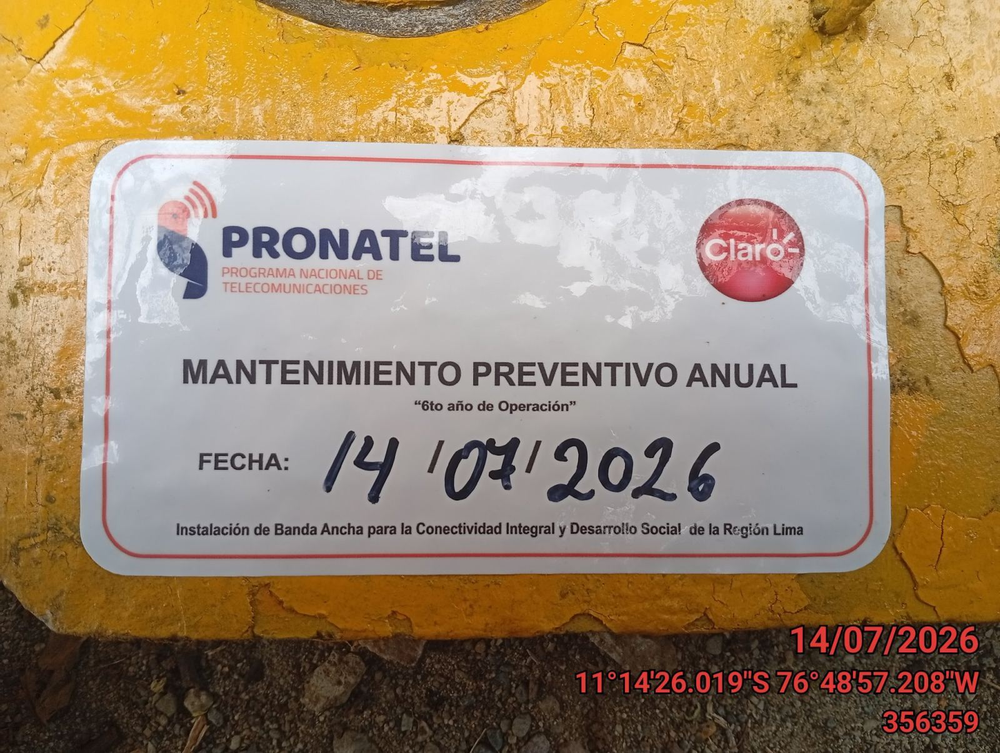 PRONATEL
PROGRAMA NACIONAL DE
TELECOMUNICACIONES
Claro
MANTENIMIENTO PREVENTIVO ANUAL
“6to año de Operación”
FECHA: 14/07/2026
Instalación de Banda Ancha para la Conectividad Integral y Desarrollo Social de la Región Lima
14/07/2026
11°14'26.019"S 76°48'57.208"W
356359